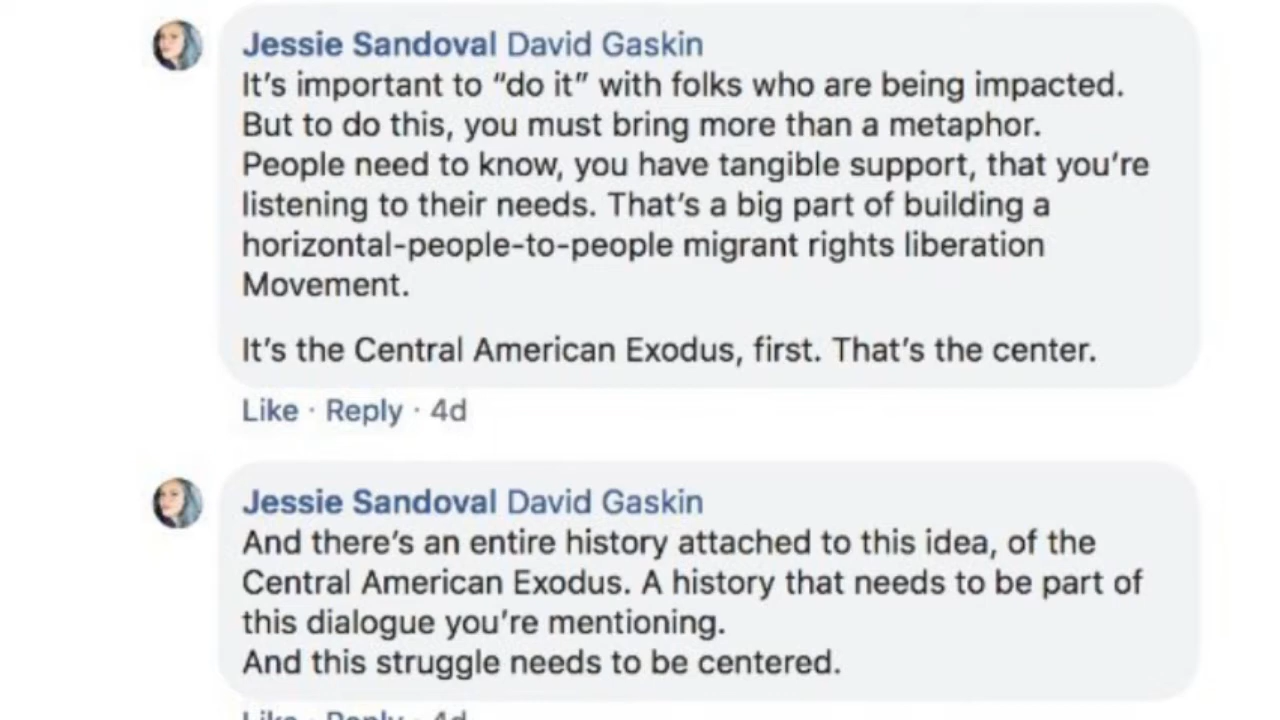 Jessie Sandoval David Gaskin
It's important to “do it” with folks who are being impacted.
But to do this, you must bring more than a metaphor.
People need to know, you have tangible support, that you're
listening to their needs. That's a big part of building a
horizontal-people-to-people migrant rights liberation
Movement.
It's the Central American Exodus, first. That's the center.
Like · Reply · 4d
Jessie Sandoval David Gaskin
And there's an entire history attached to this idea, of the
Central American Exodus. A history that needs to be part of
this dialogue you're mentioning.
And this struggle needs to be centered.
Like · Reply · 4d